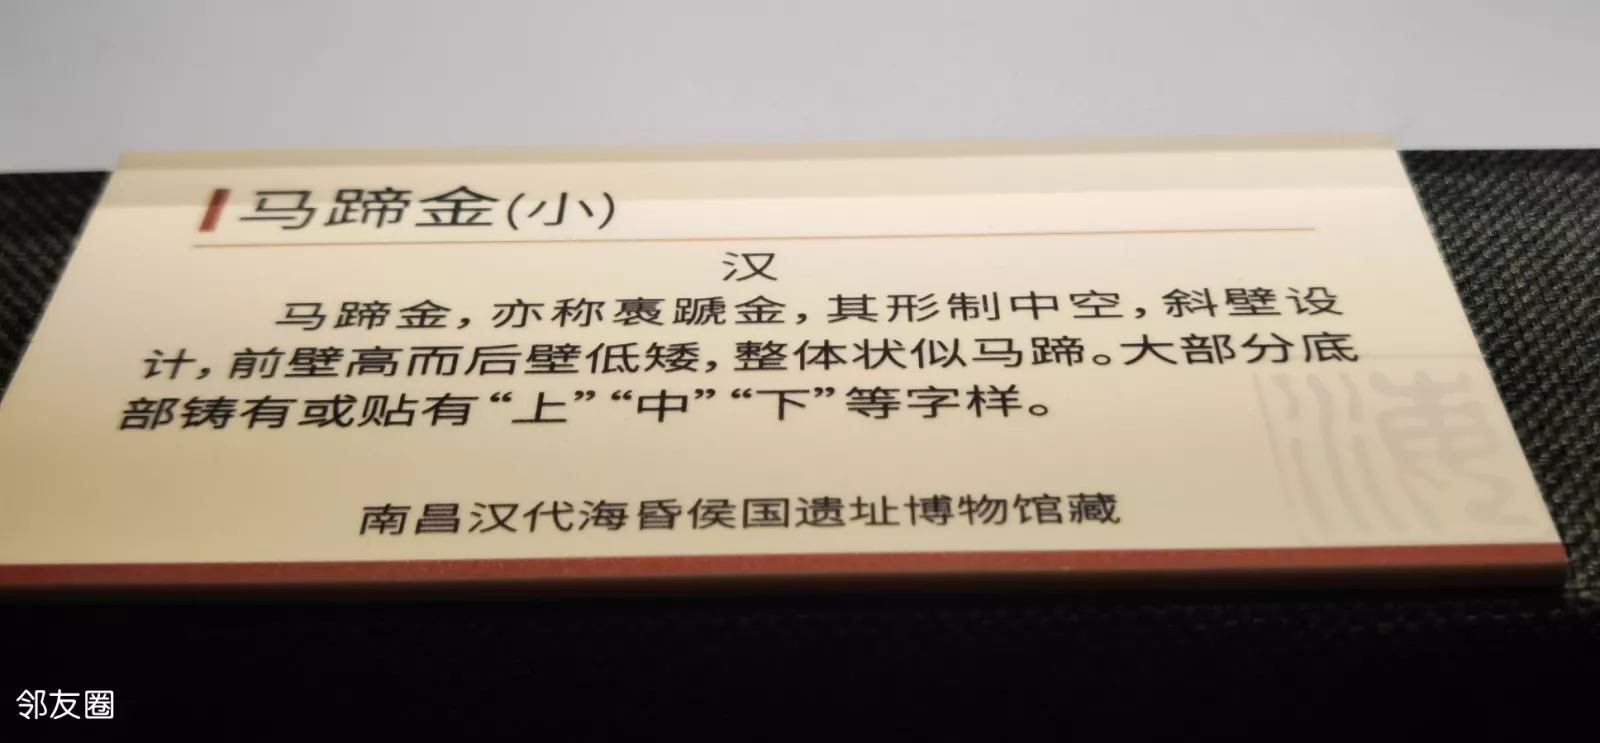 马蹄金(小)
汉
马蹄金，亦称褭蹏金，其形制中空，斜壁设
计，前壁高而后壁低矮，整体状似马蹄。大部分底
部铸有或贴有“上”“中”“下”等字样。
南昌汉代海昏侯国遗址博物馆藏
邻友圈